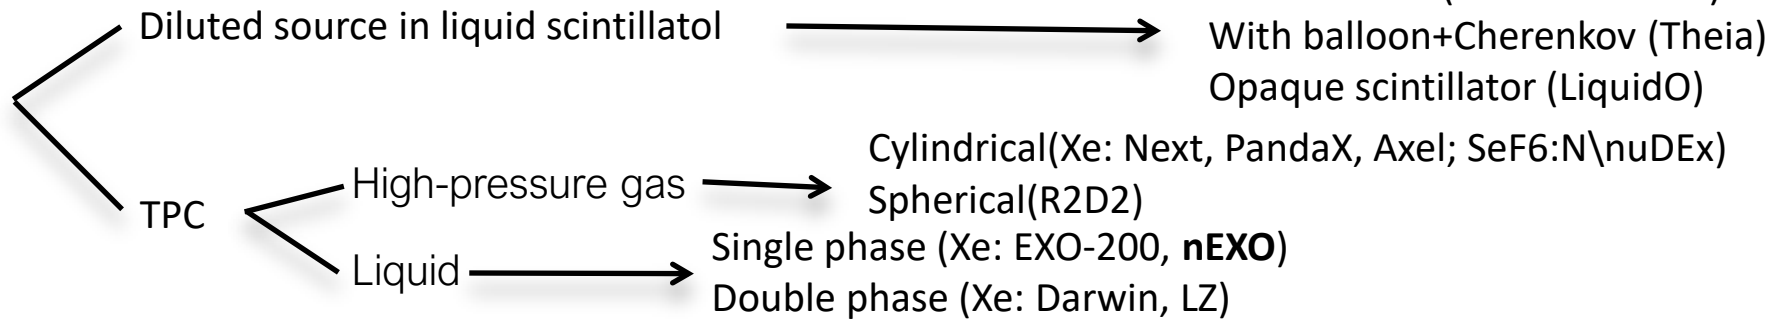 Diluted source in liquid scintillatol
With balloon+Cherenkov (Theia)
Opaque scintillator (LiquidO)
TPC
High-pressure gas
Cylindrical(Xe: Next, PandaX, Axel; SeF6:N\nuDEx)
Spherical(R2D2)
Liquid
Single phase (Xe: EXO-200, nEXO)
Double phase (Xe: Darwin, LZ)